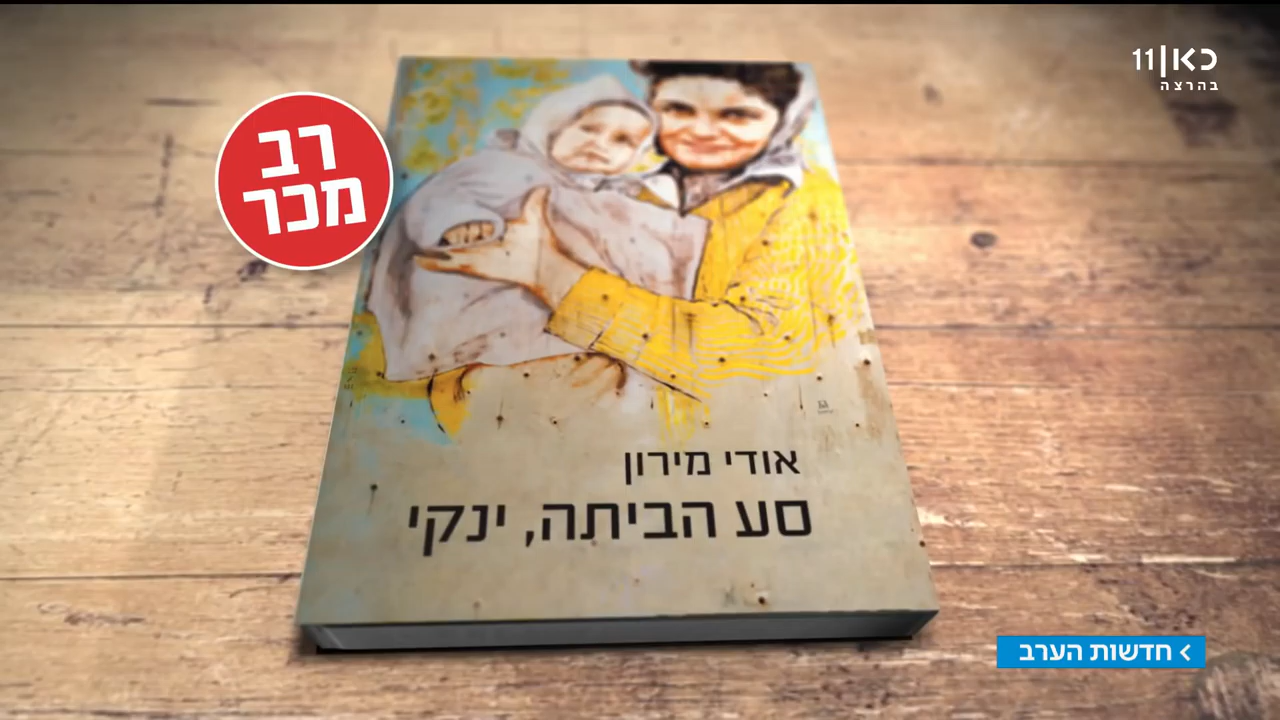 כאן 11
בהרצה
רב
מכר
אודי מירון
סע הביתה, ינקי
חדשות הערב